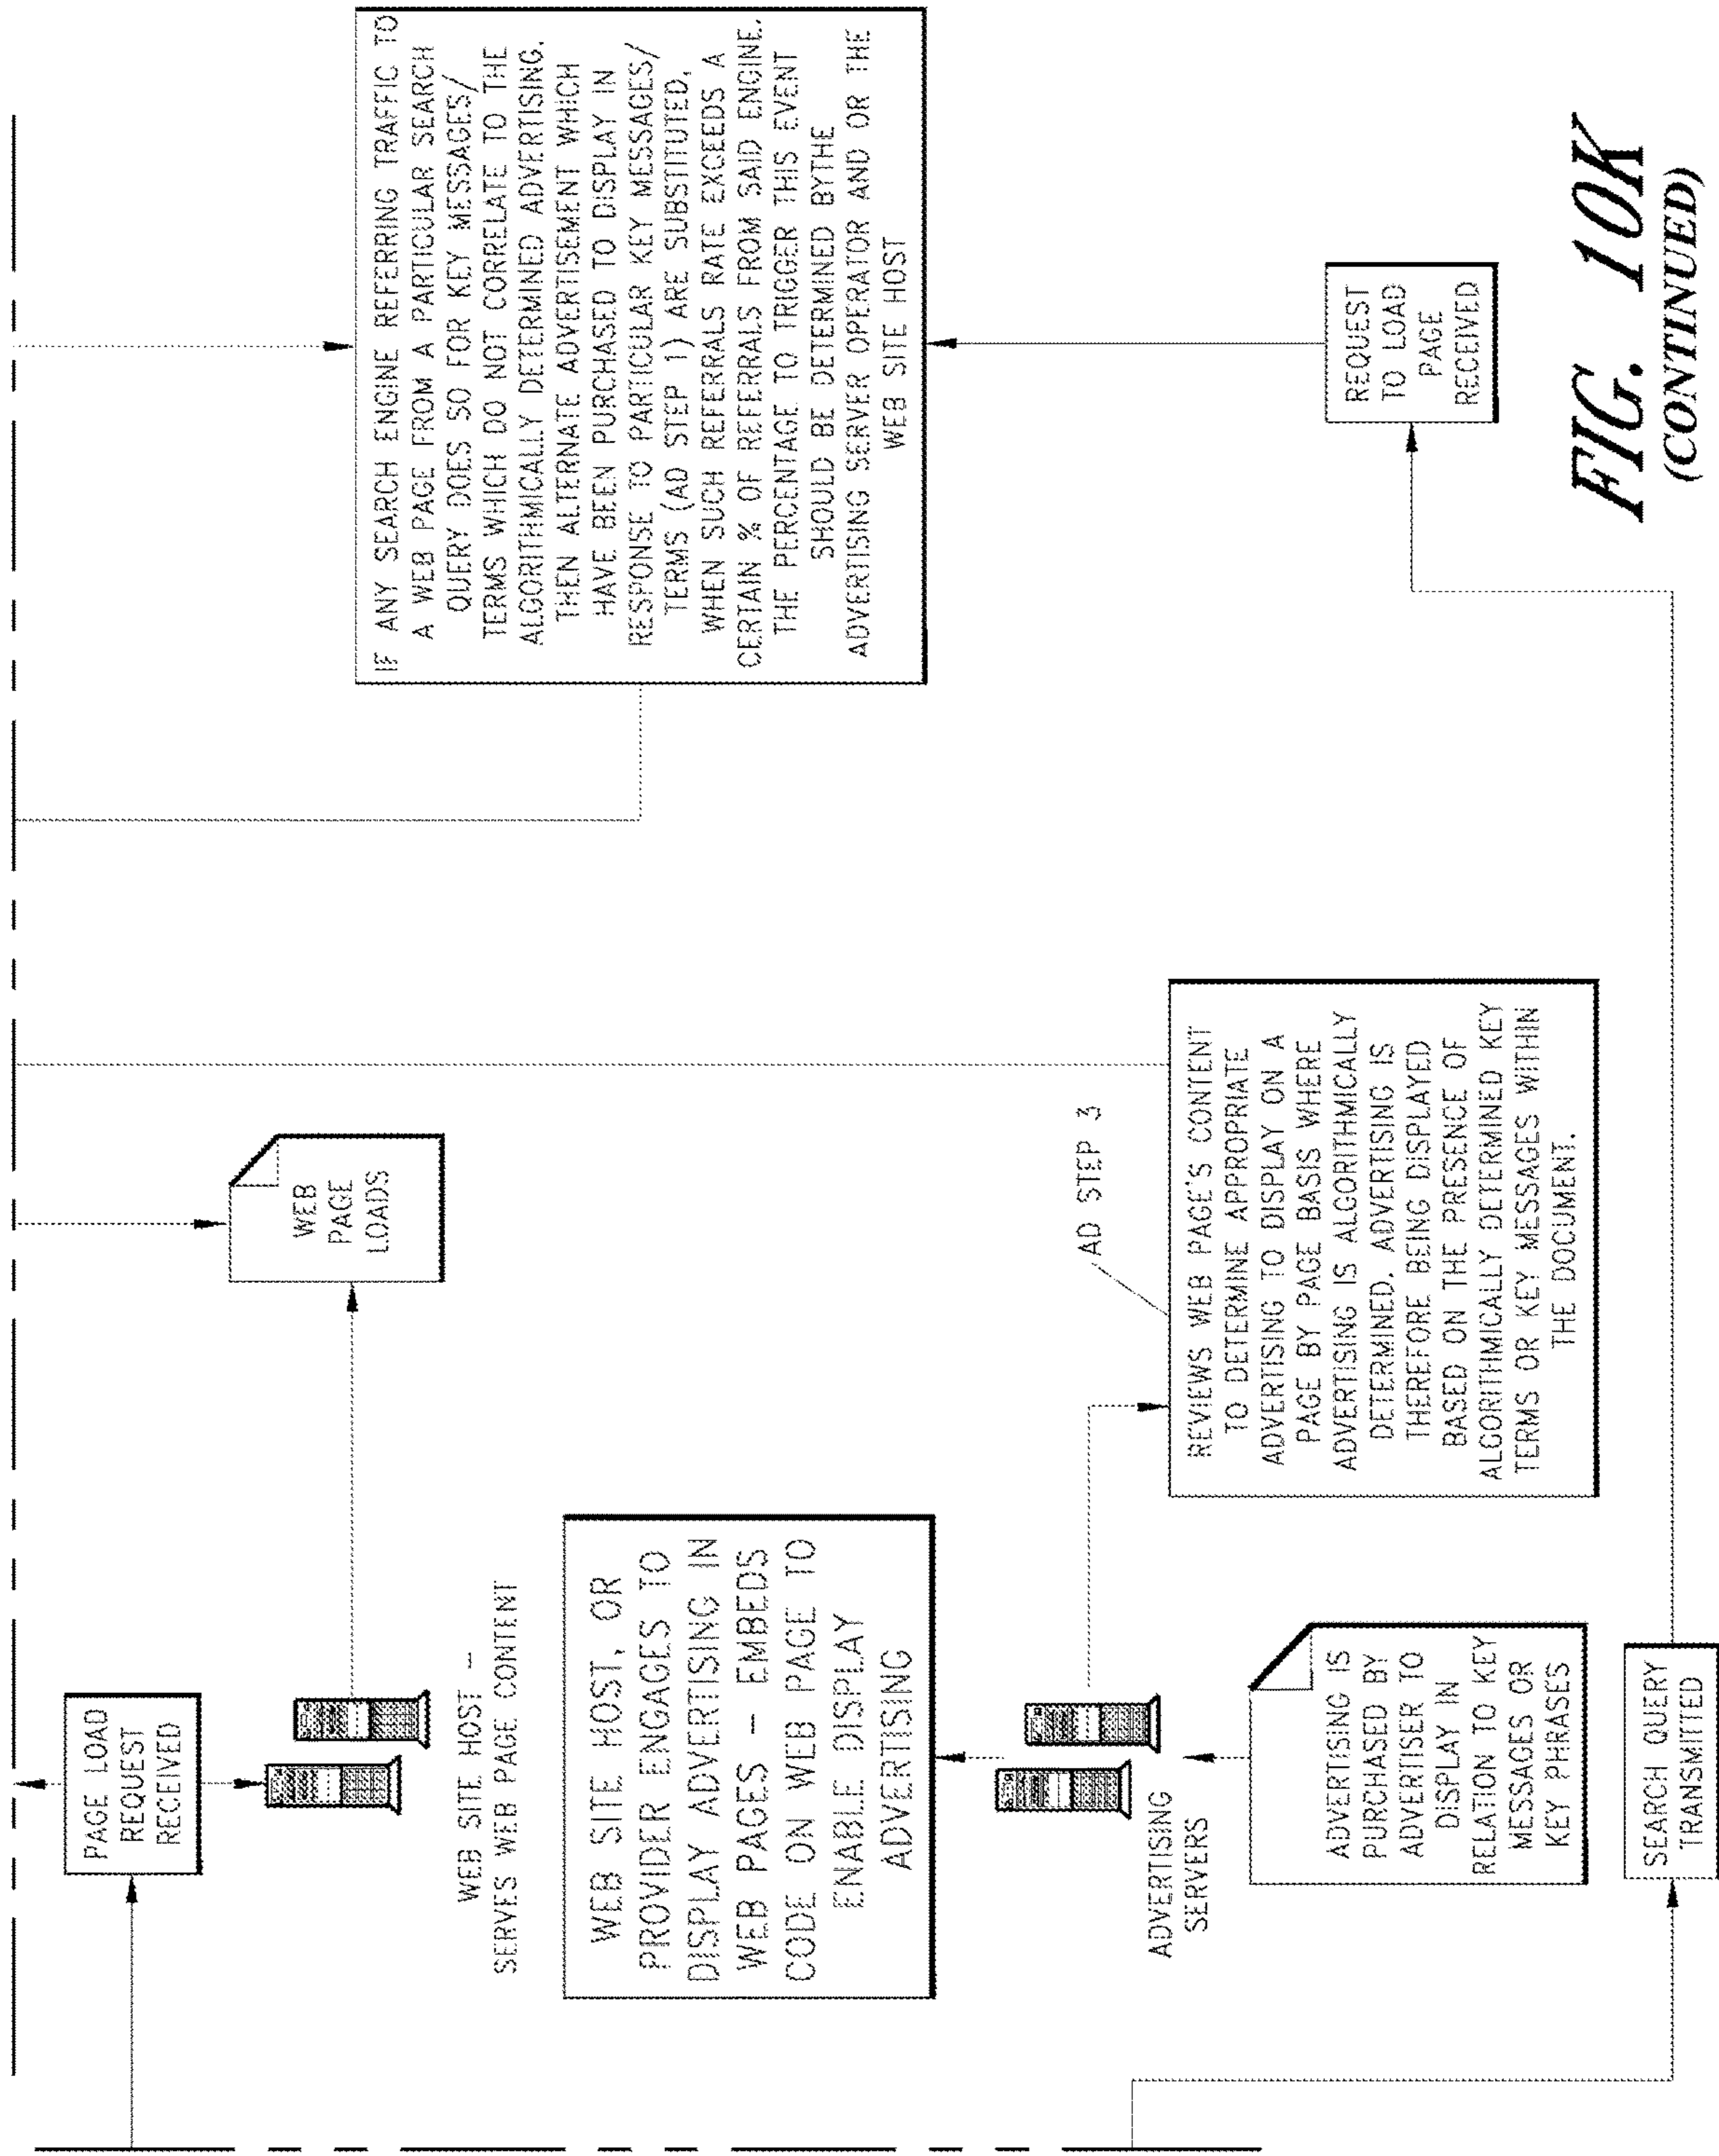 PAGE LOAD
REQUEST
RECEIVED
WEB SITE HOST –
SERVES WEB PAGE CONTENT
WEB
PAGE
LOADS
WEB SITE HOST, OR
PROVIDER ENGAGES TO
DISPLAY ADVERTISING IN
WEB PAGES – EMBEDS
CODE ON WEB PAGE TO
ENABLE DISPLAY
ADVERTISING
ADVERTISING
SERVERS
ADVERTISING IS
PURCHASED BY
ADVERTISER TO
DISPLAY IN
RELATION TO KEY
MESSAGES OR
KEY PHRASES
SEARCH QUERY
TRANSMITTED
AD STEP 3
REVIEWS WEB PAGE'S CONTENT
TO DETERMINE APPROPRIATE
ADVERTISING TO DISPLAY ON A
PAGE BY PAGE BASIS WHERE
ADVERTISING IS ALGORITHMICALLY
DETERMINED. ADVERTISING IS
THEREFORE BEING DISPLAYED
BASED ON THE PRESENCE OF
ALGORITHMICALLY DETERMINED KEY
TERMS OR KEY MESSAGES WITHIN
THE DOCUMENT.
IF ANY SEARCH ENGINE REFERRING TRAFFIC TO
A WEB PAGE FROM A PARTICULAR SEARCH
QUERY DOES SO FOR KEY MESSAGES/
TERMS WHICH DO NOT CORRELATE TO THE
ALGORITHMICALLY DETERMINED ADVERTISING,
THEN ALTERNATE ADVERTISEMENT WHICH
HAVE BEEN PURCHASED TO DISPLAY IN
RESPONSE TO PARTICULAR KEY MESSAGES/
TERMS (AD STEP 1) ARE SUBSTITUTED,
WHEN SUCH REFERRALS RATE EXCEEDS A
CERTAIN % OF REFERRALS FROM SAID ENGINE.
THE PERCENTAGE TO TRIGGER THIS EVENT
SHOULD BE DETERMINED BYTHE
ADVERTISING SERVER OPERATOR AND OR THE
WEB SITE HOST
REQUEST
TO LOAD
PAGE
RECEIVED
FIG. 10K
(CONTINUED)